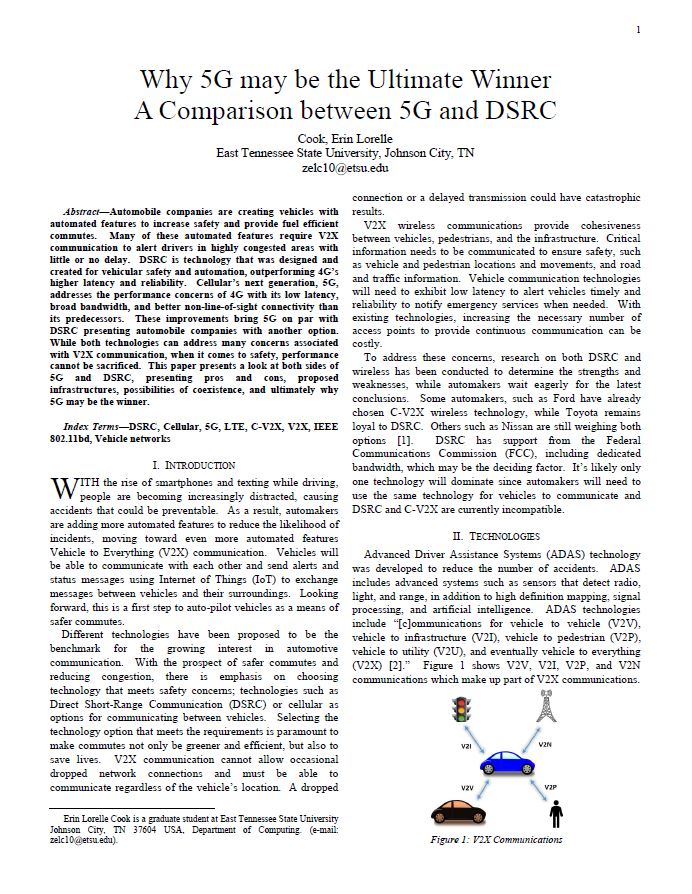 1
Why 5G may be the Ultimate Winner
A Comparison between 5G and DSRC
Cook, Erin Lorelle
East Tennessee State University, Johnson City, TN
zelc10@etsu.edu
Abstract—Automobile companies are creating vehicles with
automated features to increase safety and provide fuel efficient
commutes. Many of these automated features require V2X
communication to alert drivers in highly congested areas with
little or no delay. DSRC is technology that was designed and
created for vehicular safety and automation, outperforming 4G's
higher latency and reliability. Cellular's next generation, 5G,
addresses the performance concerns of 4G with its low latency,
broad bandwidth, and better non-line-of-sight connectivity than
its predecessors. These improvements bring 5G on par with
DSRC presenting automobile companies with another option.
While both technologies can address many concerns associated
with V2X communication, when it comes to safety, performance
cannot be sacrificed. This paper presents a look at both sides of
5G and DSRC, presenting pros and cons, proposed
infrastructures, possibilities of coexistence, and ultimately why
5G may be the winner.
Index Terms—DSRC, Cellular, 5G, LTE, C-V2X, V2X, IEEE
802.11bd, Vehicle networks
I. INTRODUCTION
WITH the rise of smartphones and texting while driving,
people are becoming increasingly distracted, causing
accidents that could be preventable. As a result, automakers
are adding more automated features to reduce the likelihood of
incidents, moving toward even more automated features
Vehicle to Everything (V2X) communication. Vehicles will
be able to communicate with each other and send alerts and
status messages using Internet of Things (IoT) to exchange
messages between vehicles and their surroundings. Looking
forward, this is a first step to auto-pilot vehicles as a means of
safer commutes.
Different technologies have been proposed to be the
benchmark for the growing interest in automotive
communication. With the prospect of safer commutes and
reducing congestion, there is emphasis on choosing
technology that meets safety concerns; technologies such as
Direct Short-Range Communication (DSRC) or cellular as
options for communicating between vehicles. Selecting the
technology option that meets the requirements is paramount to
make commutes not only be greener and efficient, but also to
save lives. V2X communication cannot allow occasional
dropped network connections and must be able to
communicate regardless of the vehicle's location. A dropped
Erin Lorelle Cook is a graduate student at East Tennessee State University
Johnson City, TN 37604 USA, Department of Computing. (e-mail:
zelc10@etsu.edu).
connection or a delayed transmission could have catastrophic
results.
V2X wireless communications provide cohesiveness
between vehicles, pedestrians, and the infrastructure. Critical
information needs to be communicated to ensure safety, such
as vehicle and pedestrian locations and movements, and road
and traffic information. Vehicle communication technologies
will need to exhibit low latency to alert vehicles timely and
reliability to notify emergency services when needed. With
existing technologies, increasing the necessary number of
access points to provide continuous communication can be
costly.
To address these concerns, research on both DSRC and
wireless has been conducted to determine the strengths and
weaknesses, while automakers wait eagerly for the latest
conclusions. Some automakers, such as Ford have already
chosen C-V2X wireless technology, while Toyota remains
loyal to DSRC. Others such as Nissan are still weighing both
options [1]. DSRC has support from the Federal
Communications Commission (FCC), including dedicated
bandwidth, which may be the deciding factor. It's likely only
one technology will dominate since automakers will need to
use the same technology for vehicles to communicate and
DSRC and C-V2X are currently incompatible.
II. TECHNOLOGIES
Advanced Driver Assistance Systems (ADAS) technology
was developed to reduce the number of accidents. ADAS
includes advanced systems such as sensors that detect radio,
light, and range, in addition to high definition mapping, signal
processing, and artificial intelligence. ADAS technologies
include "[c]ommunications for vehicle to vehicle (V2V),
vehicle to infrastructure (V2I), vehicle to pedestrian (V2P),
vehicle to utility (V2U), and eventually vehicle to everything
(V2X) [2]." Figure 1 shows V2V, V2I, V2P, and V2N
communications which make up part of V2X communications.
V2I
V2N
V2V
V2P
Figure 1: V2X Communications